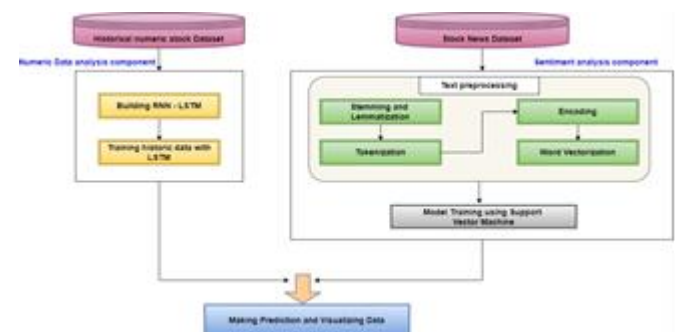 Historical numeric stock Dataset
Stock News Dataset
Numeric Data analysis component
Sentiment analysis component
Text preprocessing
Building RNN - LSTM
Training historic data with
LSTM
Stemming and
Lemmatization
Tokenization
Encoding
Word Vectorization
Model Training using Support
Vector Machine
Making Prediction and Visualizing Data